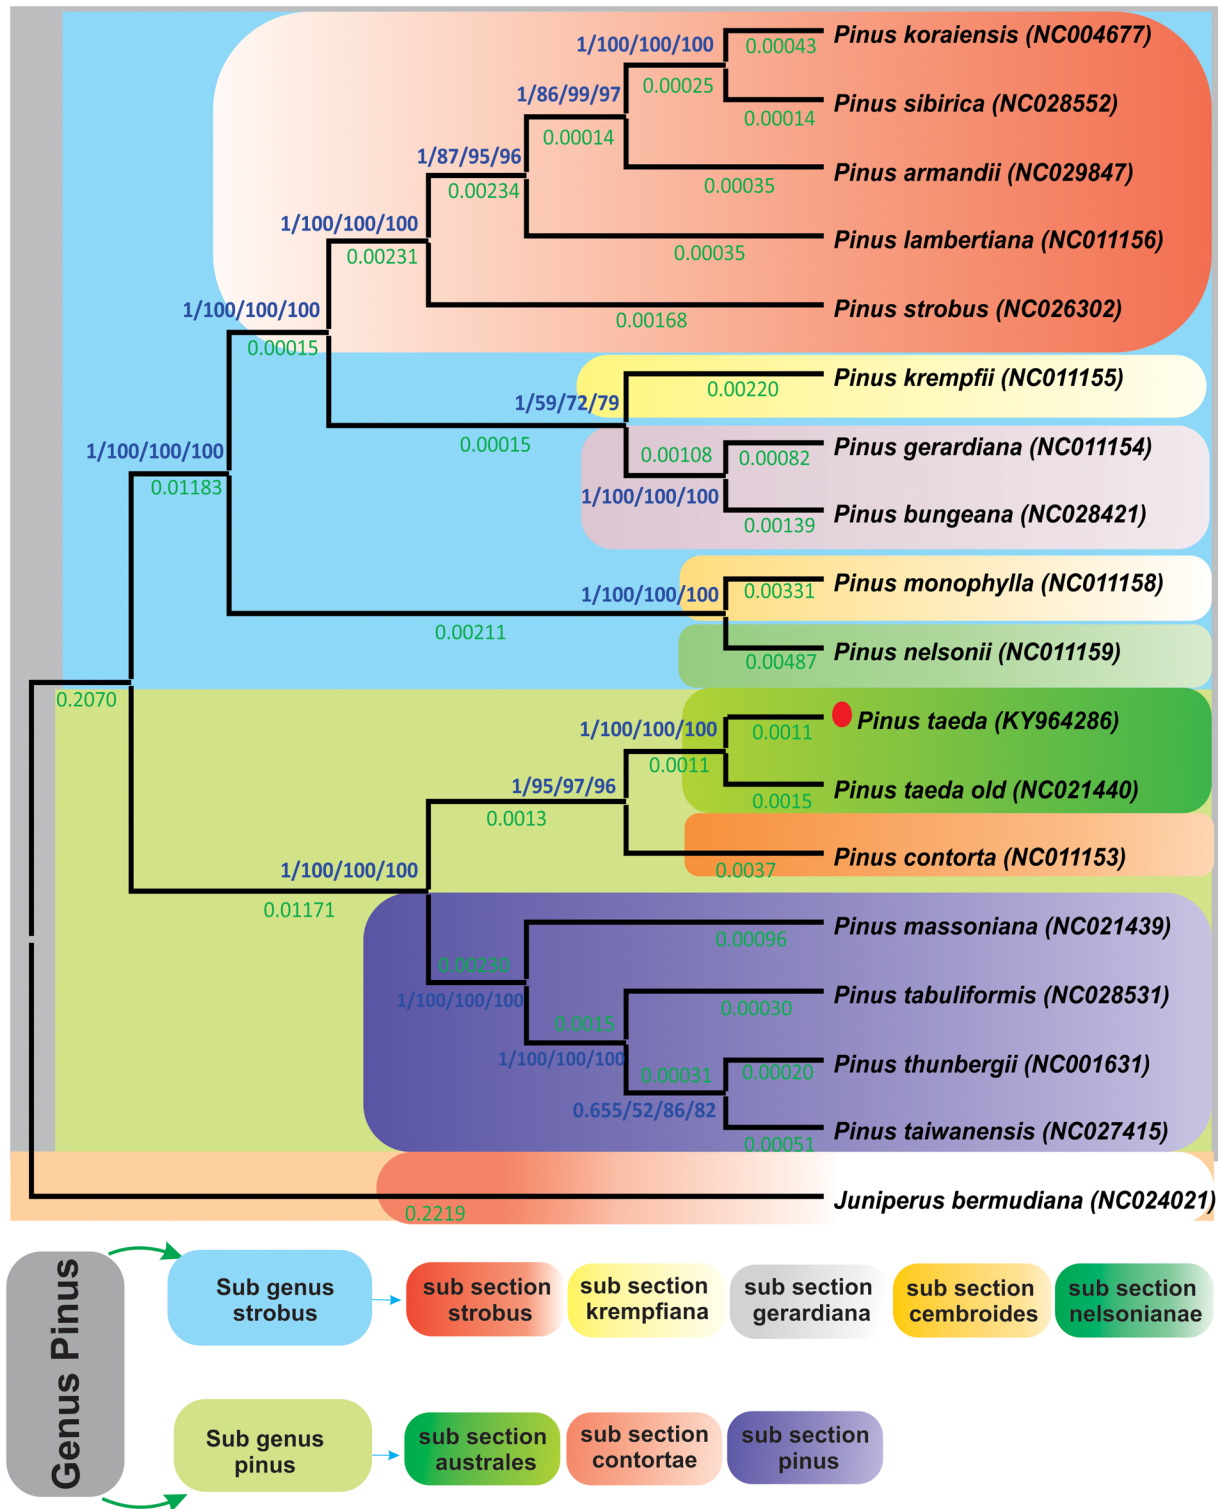 Pinus koraiensis (NC004677)
1/100/100/100
0.00043
0.00025
1/86/99/97
Pinus sibirica (NC028552)
0.00014
0.00014
1/87/95/96
Pinus armandii (NC029847)
0.00035
0.00234
1/100/100/100
Pinus lambertiana (NC011156)
0.00035
0.00231
1/100/100/100
Pinus strobus (NC026302)
0.00168
0.00015
Pinus krempfii (NC011155)
0.00220
1/59/72/79
0.00015
Pinus gerardiana (NC011154)
0.00108
0.00082
1/100/100/100
0.01183
1/100/100/100
Pinus bungeana (NC028421)
0.00139
Pinus monophylla (NC011158)
0.00331
1/100/100/100
0.00211
Pinus nelsonii (NC011159)
0.00487
0.2070
Pinus taeda (KY964286)
1/100/100/100
0.0011
0.0011
1/95/97/96
Pinus taeda old (NC021440)
0.0015
0.0013
Pinus contorta (NC011153)
0.0037
1/100/100/100
0.01171
Pinus massoniana (NC021439)
0.00096
0.00230
1/100/100/100
Pinus tabuliformis (NC028531)
0.00030
0.0015
1/100/100/100
Pinus thunbergii (NC001631)
0.00031
0.00020
0.655/52/86/82
Pinus taiwanensis (NC027415)
0.00051
Juniperus bermudiana (NC024021)
0.2219
Genus Pinus
Sub genus
strobus
sub section
strobus
sub section
krempfiana
sub section
gerardiana
sub section
cembroides
sub section
nelsonianae
Sub genus
pinus
sub section
australes
sub section
contortae
sub section
pinus